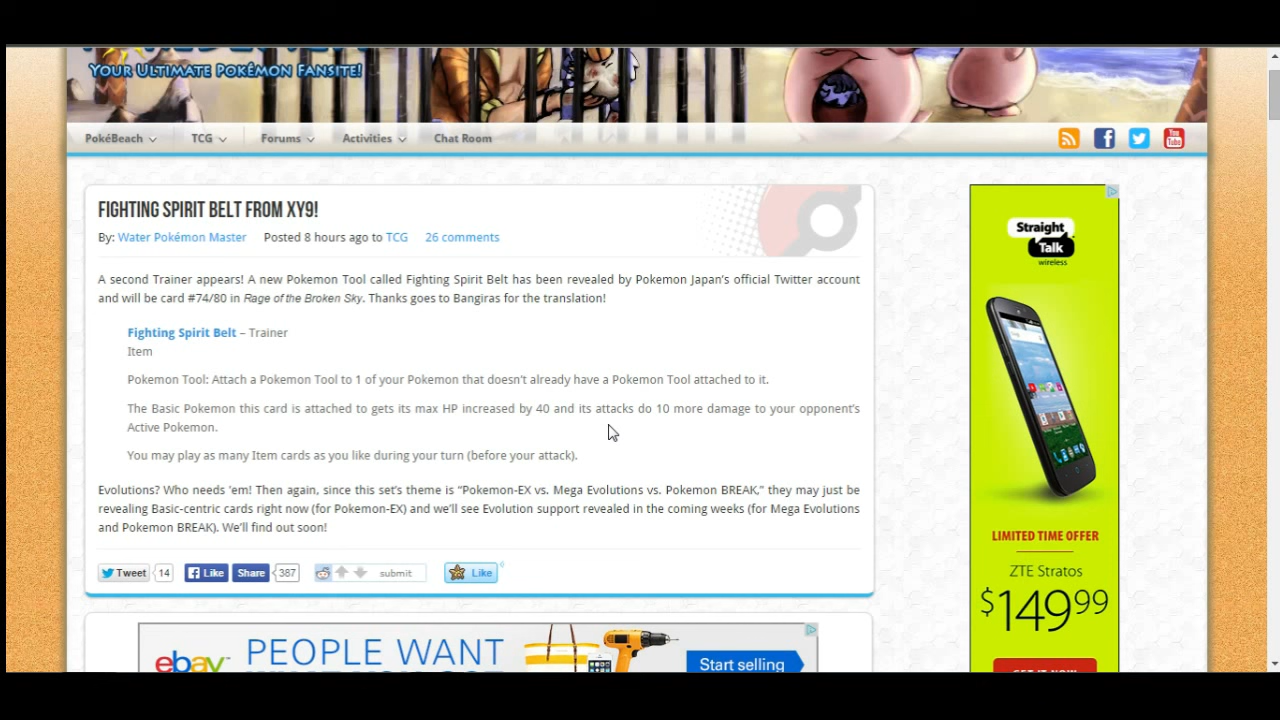 YOUR ULTIMATE POKÉMON FANSITE!
PokéBeach
TCG
Forums
Activities
Chat Room
You
Tube
FIGHTING SPIRIT BELT FROM XY9!
By: Water Pokémon Master Posted 8 hours ago to TCG 26 comments
A second Trainer appears! A new Pokemon Tool called Fighting Spirit Belt has been revealed by Pokemon Japan's official Twitter account
and will be card #74/80 in Rage of the Broken Sky. Thanks goes to Bangiras for the translation!
Fighting Spirit Belt – Trainer
Item
Pokemon Tool: Attach a Pokemon Tool to 1 of your Pokemon that doesn't already have a Pokemon Tool attached to it.
The Basic Pokemon this card is attached to gets its max HP increased by 40 and its attacks do 10 more damage to your opponent's
Active Pokemon.
You may play as many Item cards as you like during your turn (before your attack).
Evolutions? Who needs 'em! Then again, since this set's theme is "Pokemon-EX vs. Mega Evolutions vs. Pokemon BREAK," they may just be
revealing Basic-centric cards right now (for Pokemon-EX) and we'll see Evolution support revealed in the coming weeks (for Mega Evolutions
and Pokemon BREAK). We'll find out soon!
Tweet 14 Like Share 387 submit Like 0
ebay PEOPLE WANT
Start selling
Straight
Talk
wireless
LIMITED TIME OFFER
ZTE Stratos
$149.99
GET IT NOW